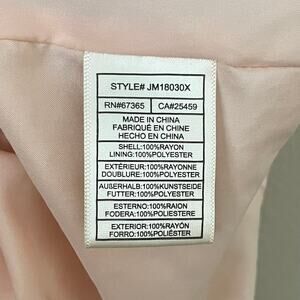 STYLE# JM18030X
RN#67365 CA#25459
MADE IN CHINA
FABRIQUÉ EN CHINE
HECHO EN CHINA
SHELL:100%RAYON
LINING:100%POLYESTER
EXTÉRIEUR:100%RAYONNE
DOUBLURE:100%POLYESTER
AUßERHALB:100%KUNSTSEIDE
FUTTER:100%POLYESTER
ESTERNO:100%RAION
FODERA:100%POLIESTERE
EXTERIOR:100%RAYÓN
FORRO:100%POLIÉSTER